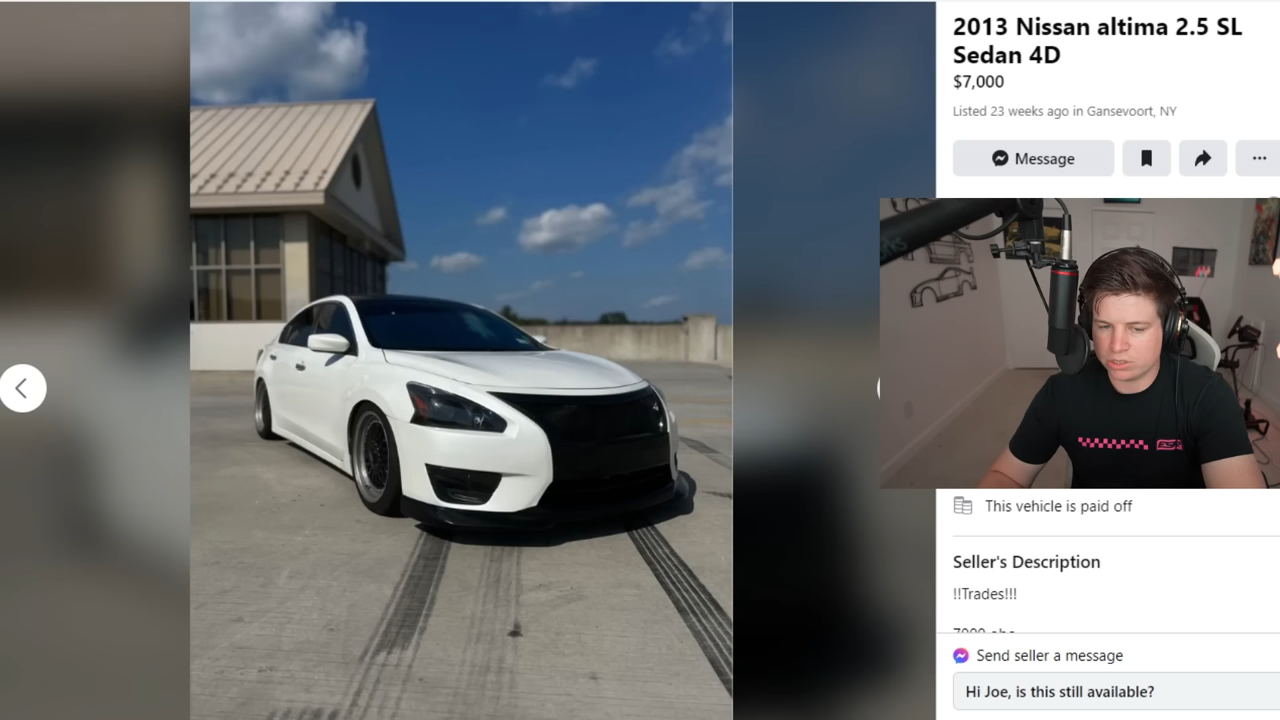 2013 Nissan altima 2.5 SL
Sedan 4D
$7,000
Listed 23 weeks ago in Gansevoort, NY
Message
This vehicle is paid off
Seller's Description
!!Trades!!!
Send seller a message
Hi Joe, is this still available?